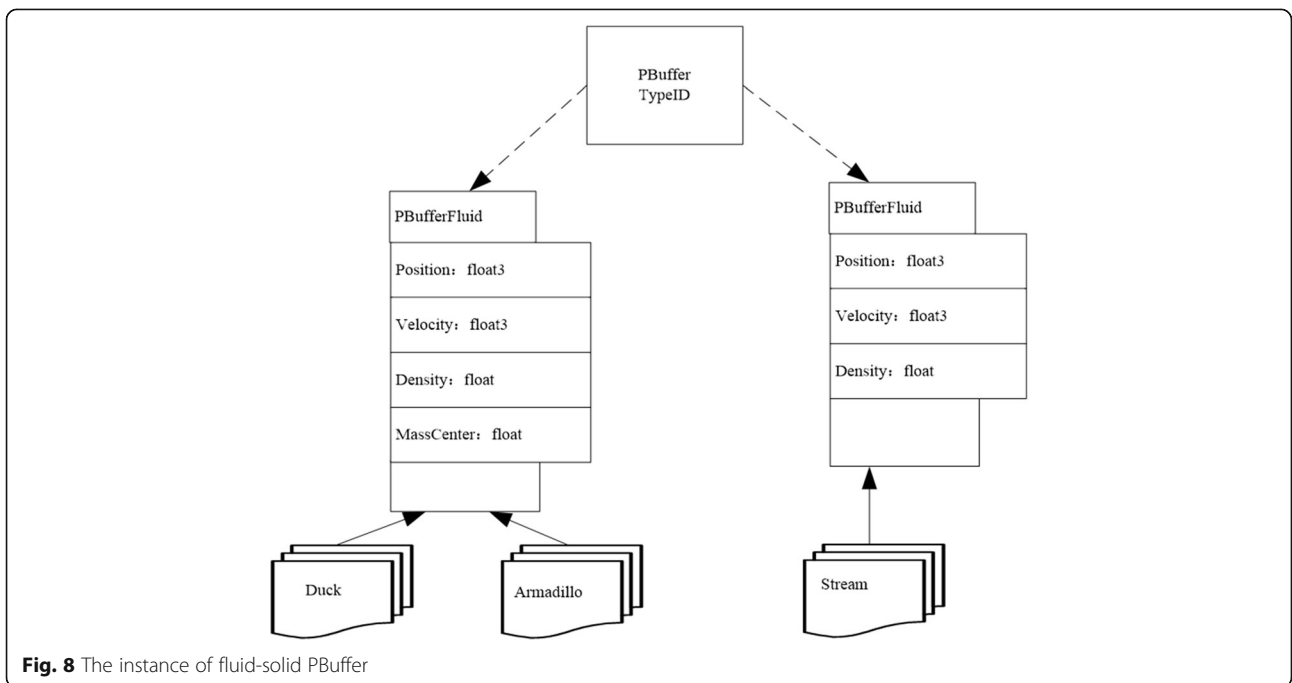 PBuffer
TypeID
PBufferFluid
Position：float3
Velocity：float3
Density：float
MassCenter：float
Duck
Armadillo
PBufferFluid
Position：float3
Velocity：float3
Density：float
Stream
Fig. 8 The instance of fluid-solid PBuffer